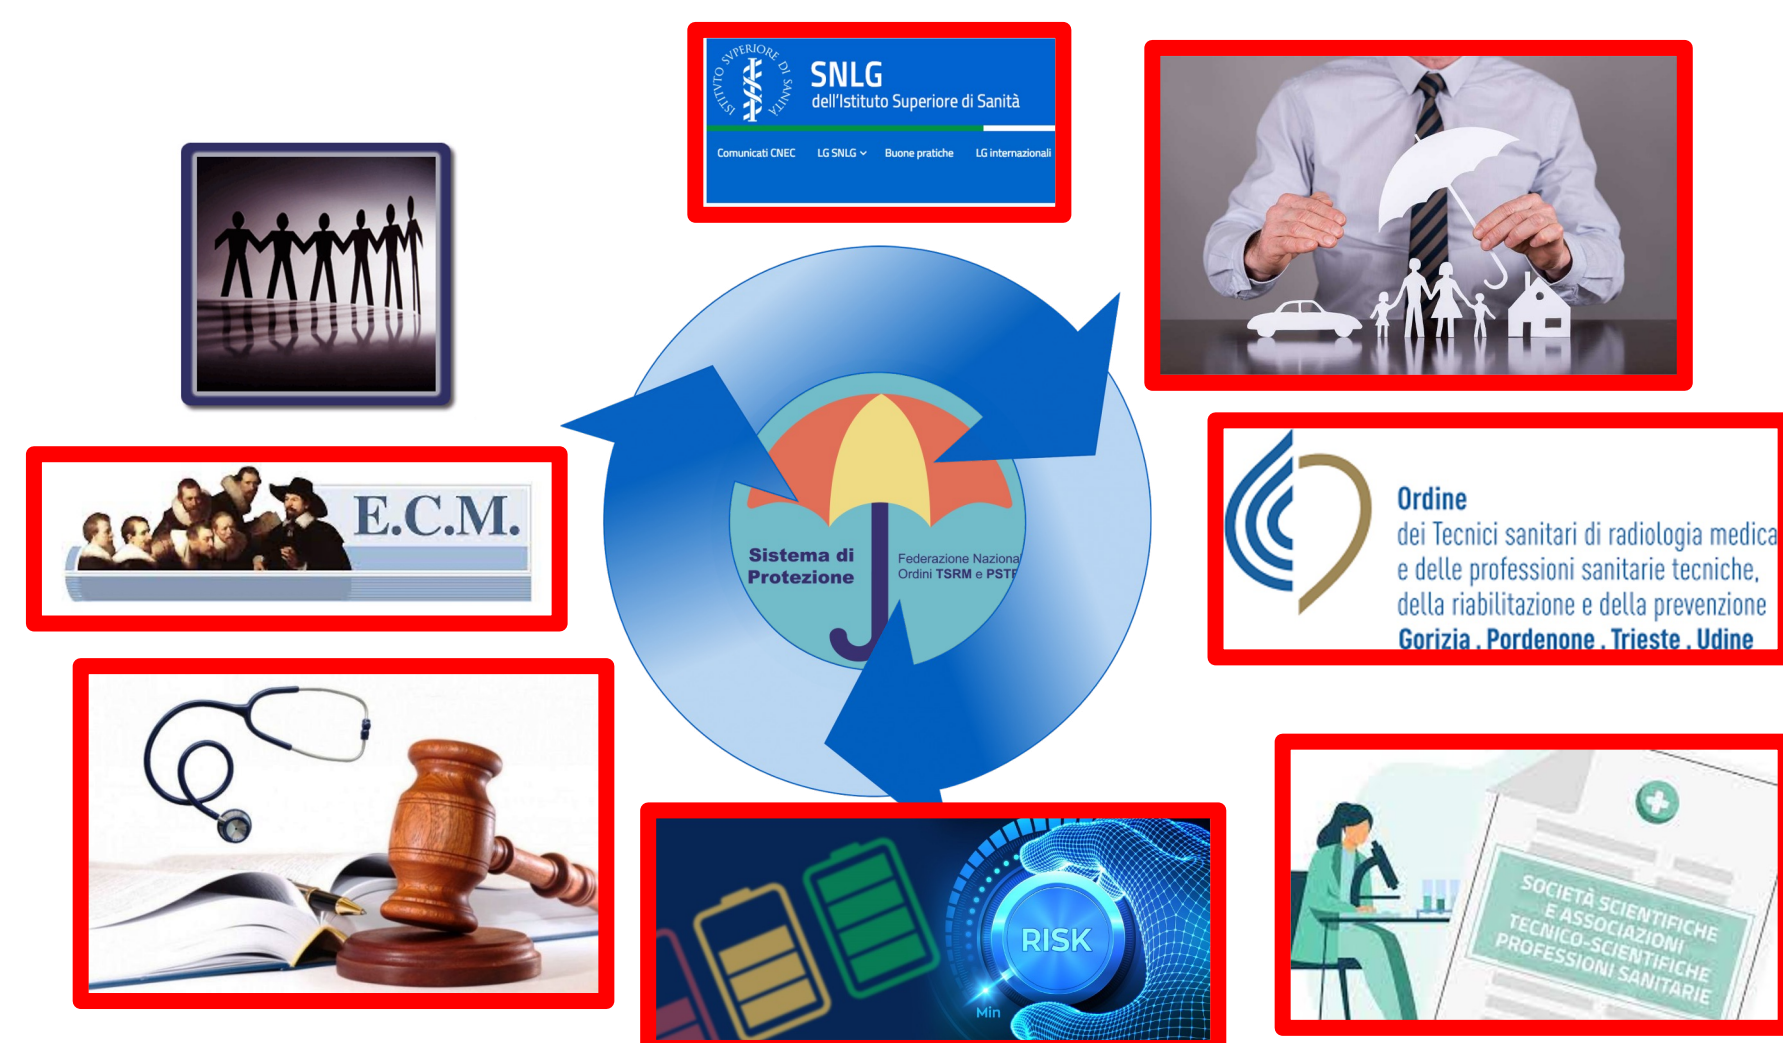 ISTITUTO SVPERIORE DI SANITÀ
SNLG
dell'Istituto Superiore di Sanità
Comunicati CNEC LG SNLG Buone pratiche LG internazionali
E.C.M.
Sistema di
Protezione
Federazione Naziona
Ordini TSRM e PSTP
Ordine
dei Tecnici sanitari di radiologia medica
e delle professioni sanitarie tecniche,
della riabilitazione e della prevenzione
Gorizia . Pordenone . Trieste . Udine
RISK
Min
SOCIETÀ SCIENTIFICHE
E ASSOCIAZIONI
TECNICO-SCIENTIFICHE
PROFESSIONI SANITARIE